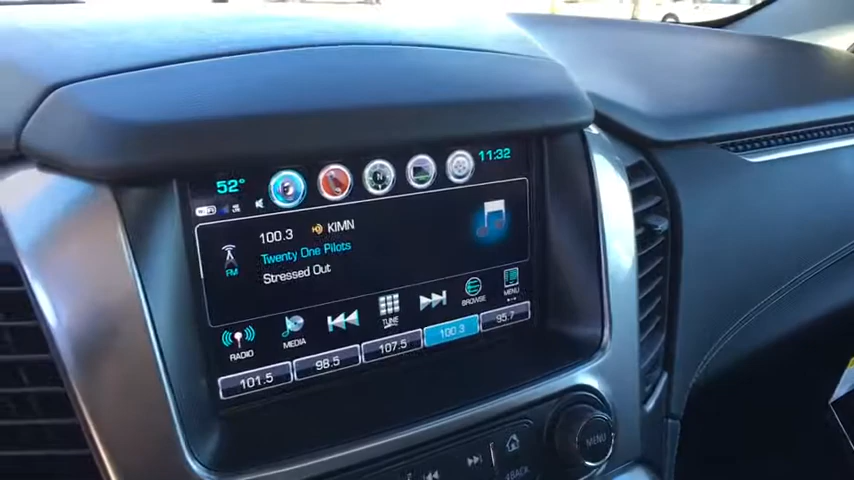 52° 11:32
100.3 KIMN
Twenty One Pilots
FM
Stressed Out
RADIO MEDIA TUNE BROWSE MENU
101.5 98.5 107.5 100.3 95.7
MENU
BACK